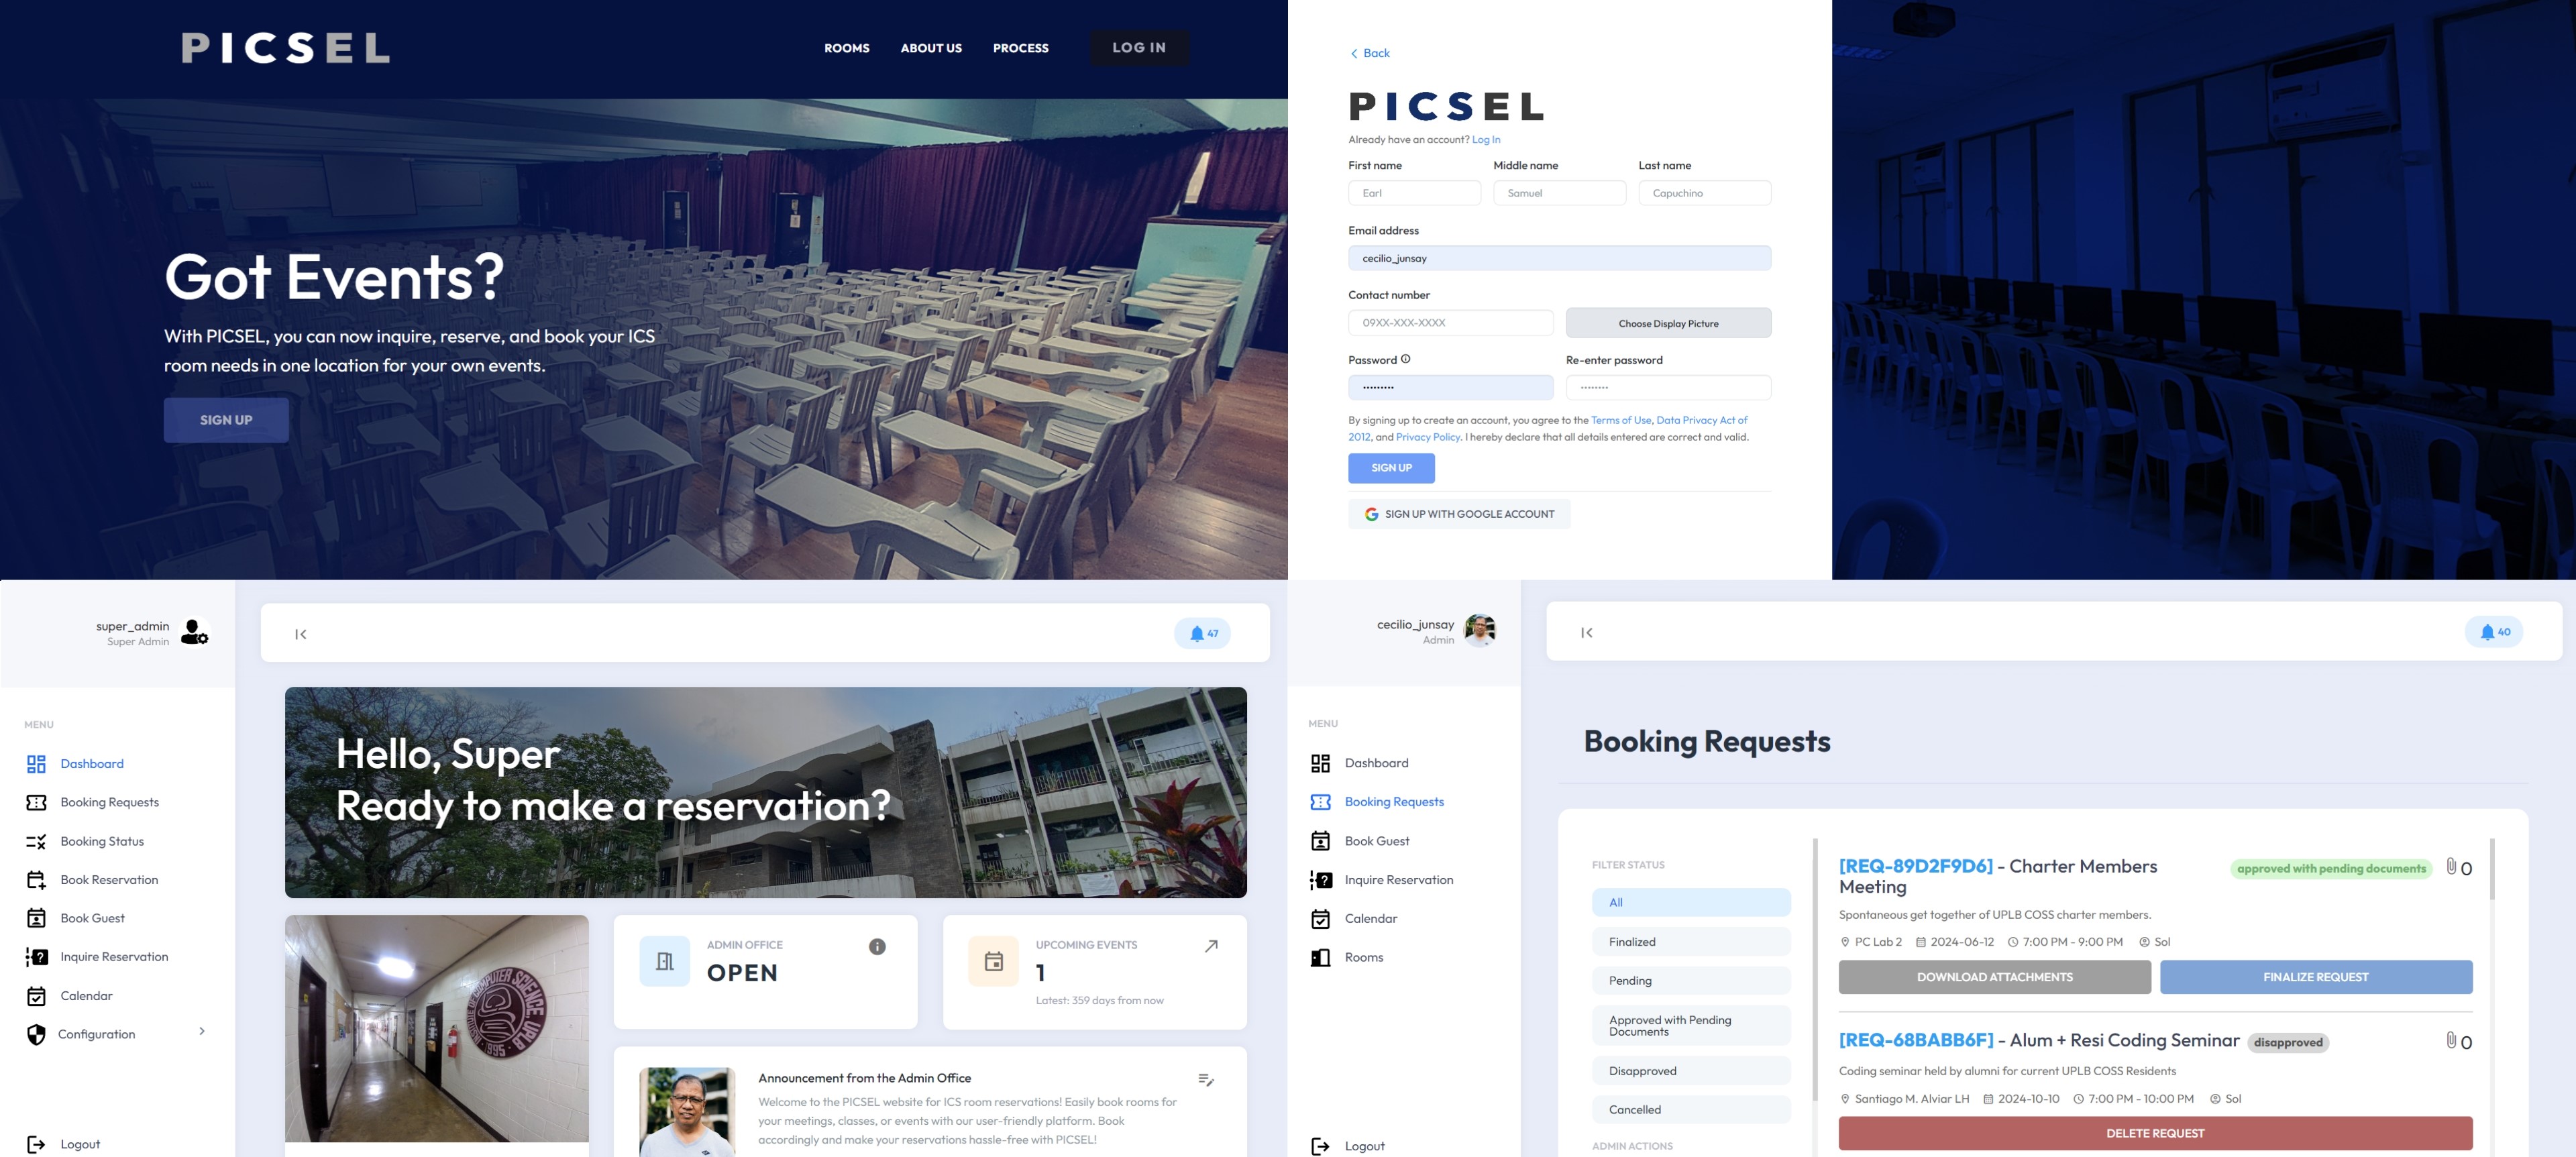 PICSEL
ROOMS ABOUT US PROCESS LOG IN
Got Events?
With PICSEL, you can now inquire, reserve, and book your ICS
room needs in one location for your own events.
SIGN UP
Back
PICSEL
Already have an account? Log In
First name Middle name Last name
Earl Samuel Capuchino
Email address
cecilio_junsay
Contact number
09XX-XXX-XXXX Choose Display Picture
Password Re-enter password
By signing up to create an account, you agree to the Terms of Use, Data Privacy Act of
2012, and Privacy Policy. I hereby declare that all details entered are correct and valid.
SIGN UP
SIGN UP WITH GOOGLE ACCOUNT
super_admin
Super Admin
47
MENU
Dashboard
Booking Requests
Booking Status
Book Reservation
Book Guest
Inquire Reservation
Calendar
Configuration
Logout
Hello, Super
Ready to make a reservation?
COMPUTER SCIENCE UPLB
1995
ADMIN OFFICE
OPEN
UPCOMING EVENTS
1
Latest: 359 days from now
Announcement from the Admin Office
Welcome to the PICSEL website for ICS room reservations! Easily book rooms for
your meetings, classes, or events with our user-friendly platform. Book
accordingly and make your reservations hassle-free with PICSEL!
cecilio_junsay
Admin
40
MENU
Dashboard
Booking Requests
Book Guest
Inquire Reservation
Calendar
Rooms
Logout
Booking Requests
FILTER STATUS
All
Finalized
Pending
Approved with Pending
Documents
Disapproved
Cancelled
ADMIN ACTIONS
[REQ-89D2F9D6] - Charter Members
Meeting
approved with pending documents 0
Spontaneous get together of UPLB COSS charter members.
PC Lab 2 2024-06-12 7:00 PM - 9:00 PM Sol
DOWNLOAD ATTACHMENTS FINALIZE REQUEST
[REQ-68BABB6F] - Alum + Resi Coding Seminar disapproved 0
Coding seminar held by alumni for current UPLB COSS Residents
Santiago M. Alviar LH 2024-10-10 7:00 PM - 10:00 PM Sol
DELETE REQUEST